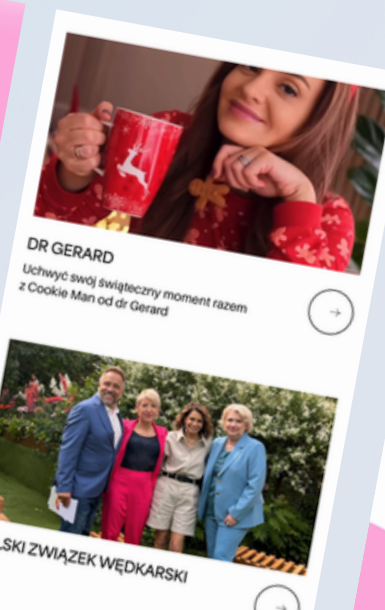 DR GERARD
Uchwyć swój świąteczny moment razem
z Cookie Man od dr Gerard
LSKI ZWIĄZEK WĘDKARSKI